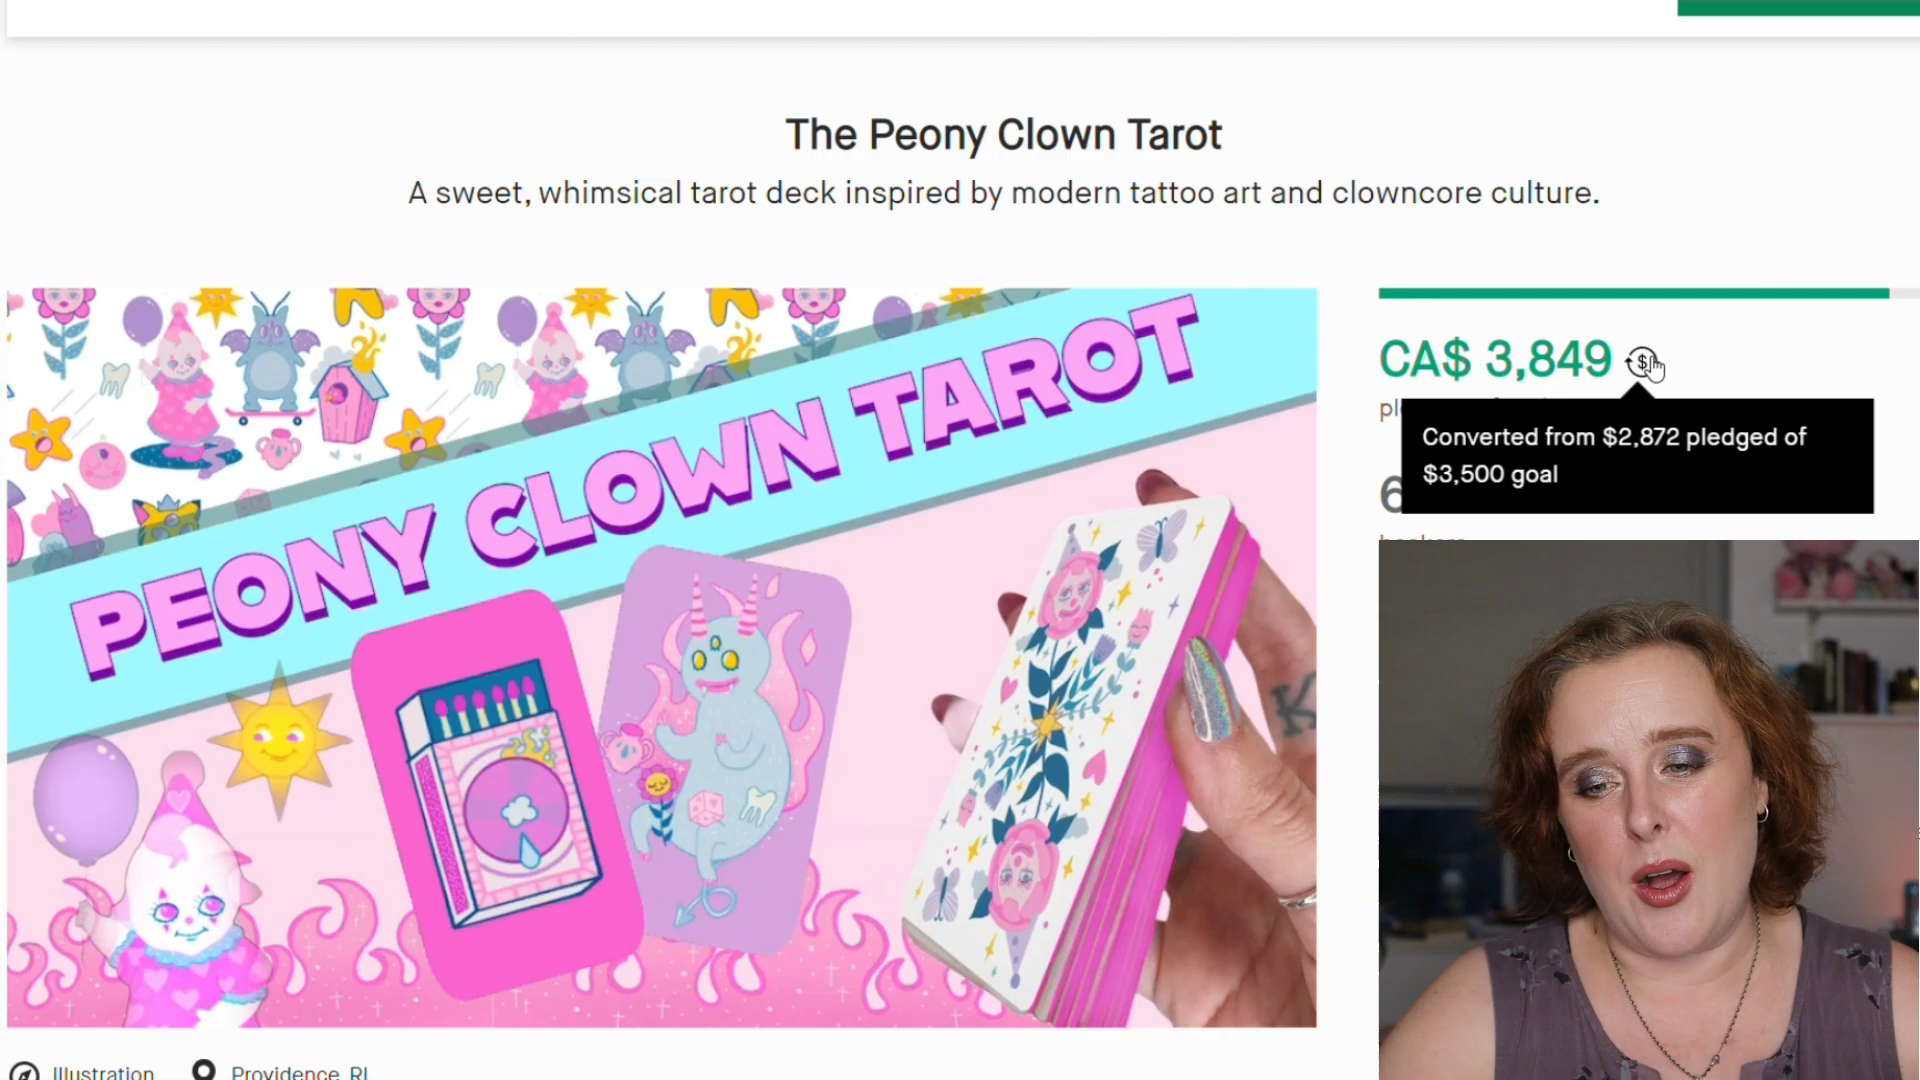 The Peony Clown Tarot
A sweet, whimsical tarot deck inspired by modern tattoo art and clowncore culture.
PEONY CLOWN TAROT
CA$ 3,849
Converted from $2,872 pledged of
$3,500 goal
Illustration
Providence, RI